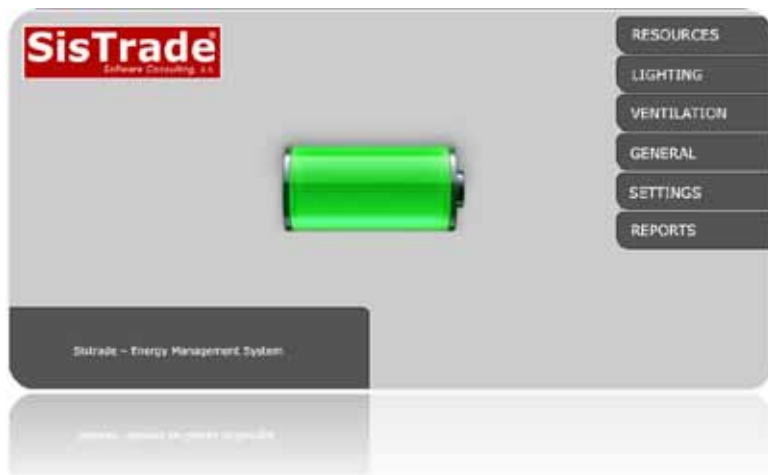 SisTrade®
Software Consulting, s.a.
RESOURCES
LIGHTING
VENTILATION
GENERAL
SETTINGS
REPORTS
Sistrade – Energy Management System